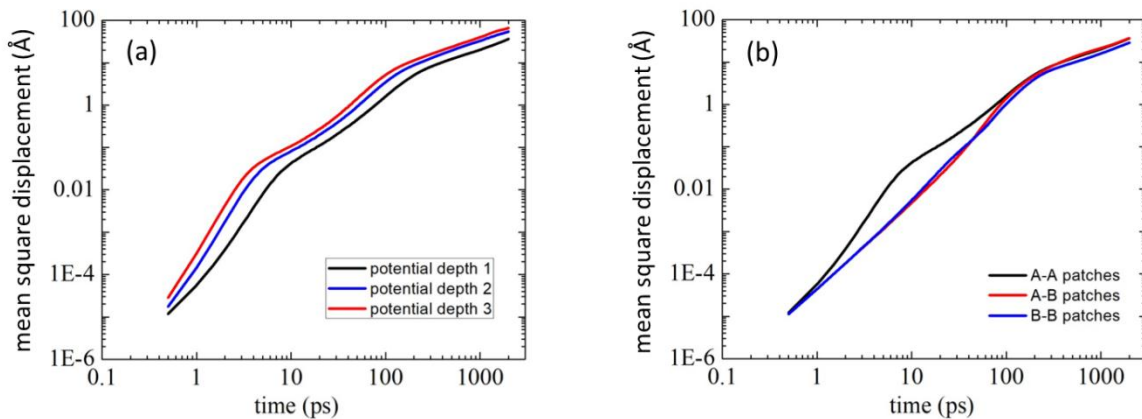 (a)
mean square displacement (Å)
100
1
0.01
1E-4
1E-6
0.1 1 10 100 1000
time (ps)
potential depth 1
potential depth 2
potential depth 3
(b)
mean square displacement (Å)
100
1
0.01
1E-4
1E-6
0.1 1 10 100 1000
time (ps)
A-A patches
A-B patches
B-B patches